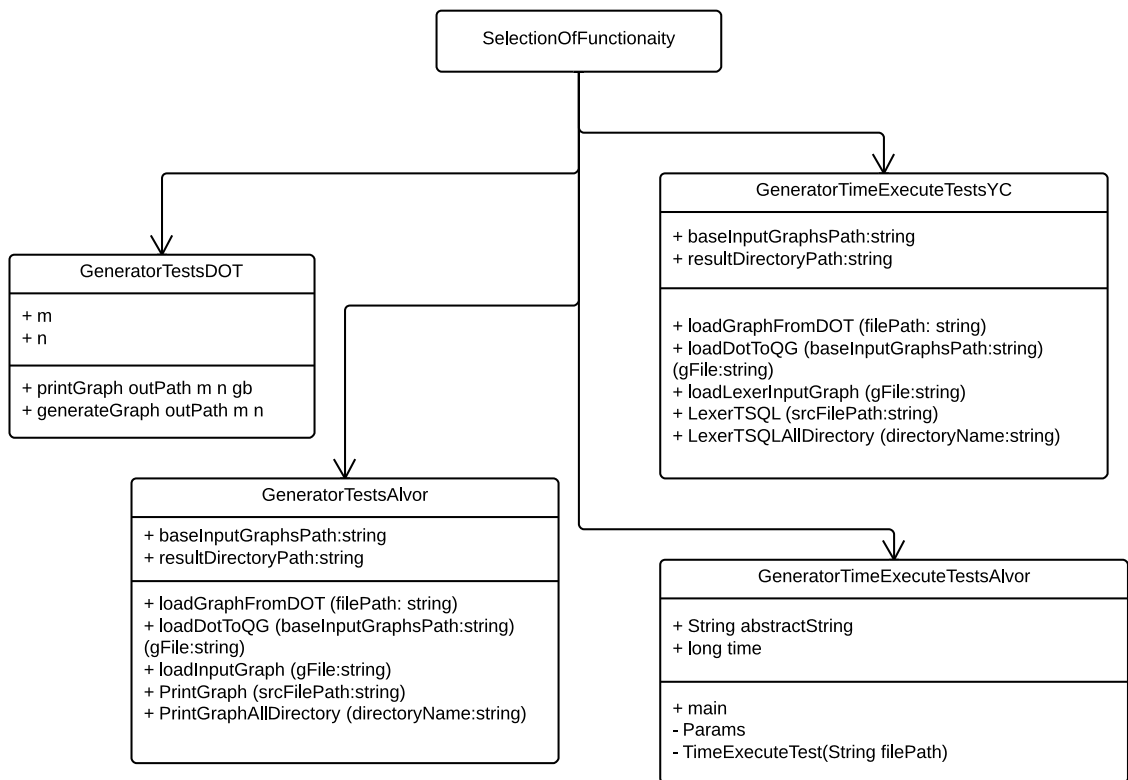 SelectionOfFunctionaity
GeneratorTestsDOT
+ m
+ n
+ printGraph outPath m n gb
+ generateGraph outPath m n
GeneratorTimeExecuteTestsYC
+ baseInputGraphsPath:string
+ resultDirectoryPath:string
+ loadGraphFromDOT (filePath: string)
+ loadDotToQG (baseInputGraphsPath:string)
(gFile:string)
+ loadLexerInputGraph (gFile:string)
+ LexerTSQL (srcFilePath:string)
+ LexerTSQLAllDirectory (directoryName:string)
GeneratorTestsAlvor
+ baseInputGraphsPath:string
+ resultDirectoryPath:string
+ loadGraphFromDOT (filePath: string)
+ loadDotToQG (baseInputGraphsPath:string)
(gFile:string)
+ loadInputGraph (gFile:string)
+ PrintGraph (srcFilePath:string)
+ PrintGraphAllDirectory (directoryName:string)
GeneratorTimeExecuteTestsAlvor
+ String abstractString
+ long time
+ main
- Params
- TimeExecuteTest(String filePath)